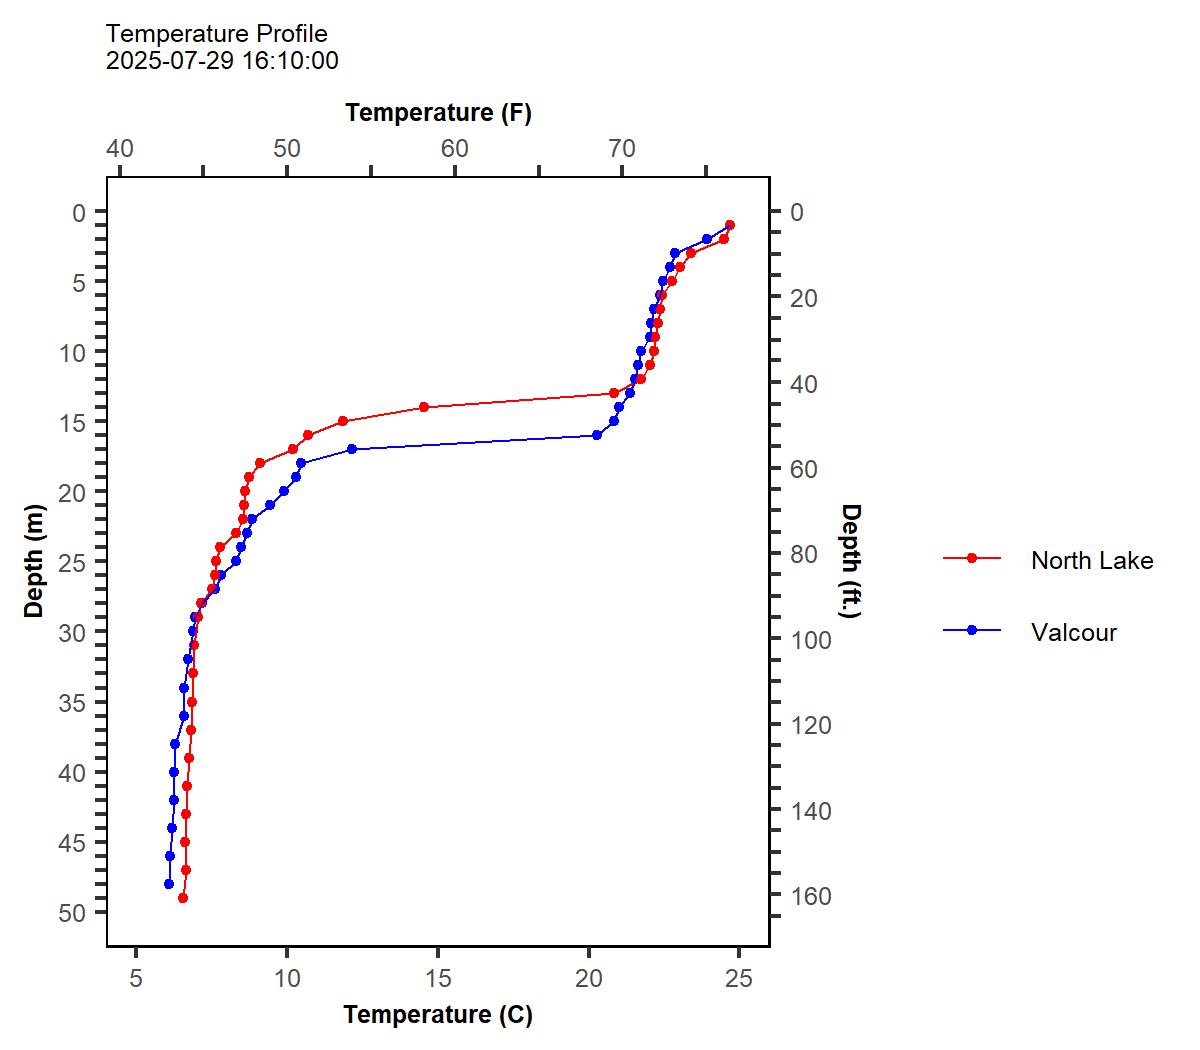 Temperature Profile
2025-07-29 16:10:00
Temperature (F)
40 50 60 70
0
5
10
15
20
25
30
35
40
45
50
Depth (m)
0
20
40
60
80
100
120
140
160
Depth (ft.)
North Lake
Valcour
5 10 15 20 25
Temperature (C)